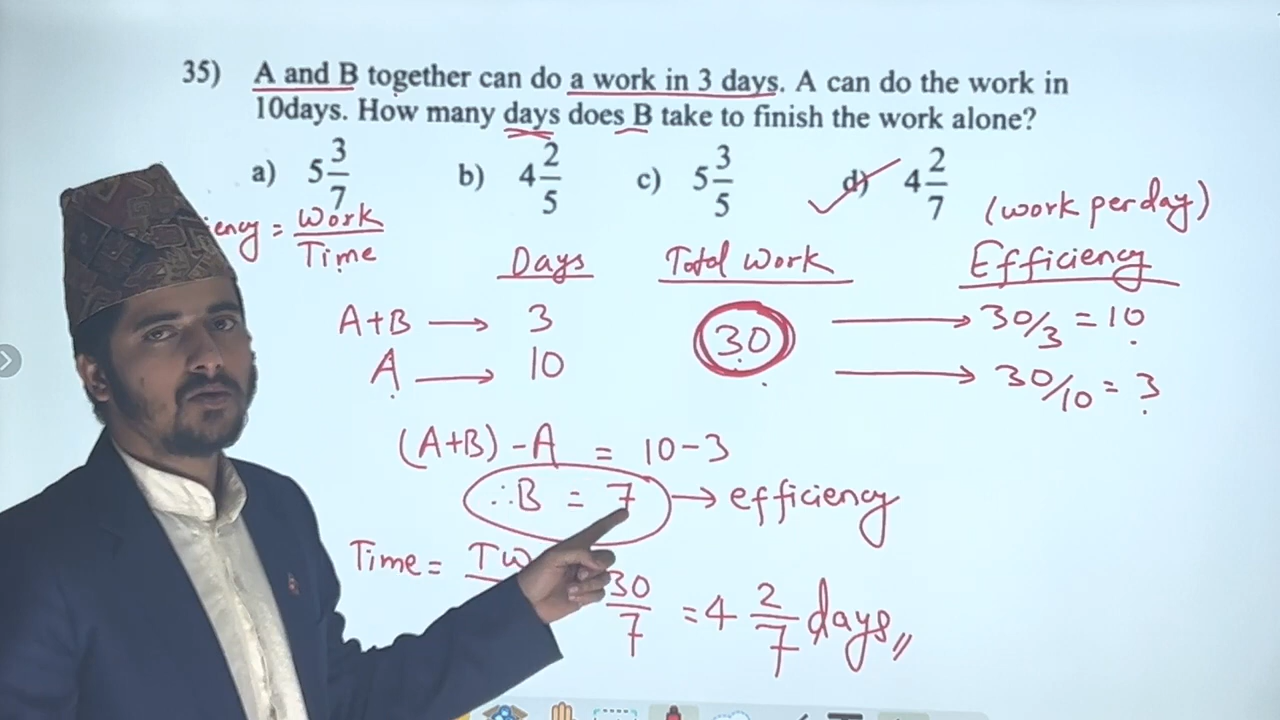 35) A and B together can do a work in 3 days. A can do the work in
10days. How many days does B take to finish the work alone?
a) 5 3/7 b) 4 2/5 c) 5 3/5 d) 4 2/7
(work per day)
= Work/Time
Days Total Work Efficiency
A+B → 3 30 → 30/3 = 10
A → 10 → 30/10 = 3
(A+B) - A = 10-3
∴B = 7 → efficiency
Time = 30/7 = 4 2/7 days